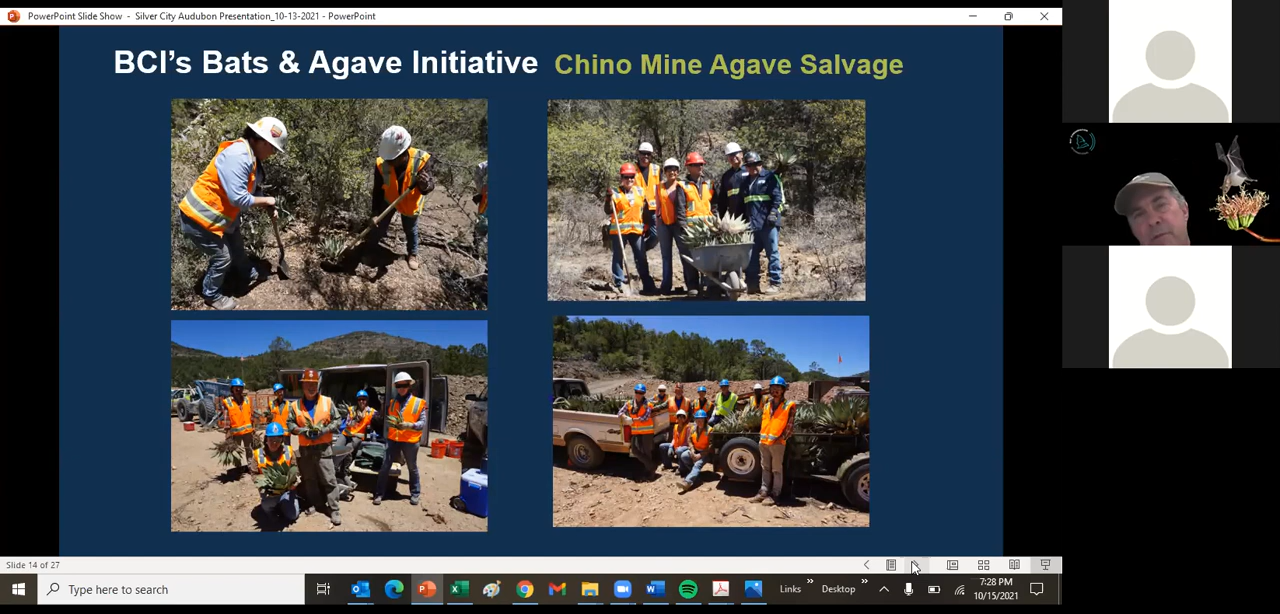 PowerPoint Slide Show - Silver City Audubon Presentation_10-13-2021 - PowerPoint
BCI's Bats & Agave Initiative Chino Mine Agave Salvage
Slide 14 of 27
Type here to search
Links
Desktop
7:28 PM
10/15/2021